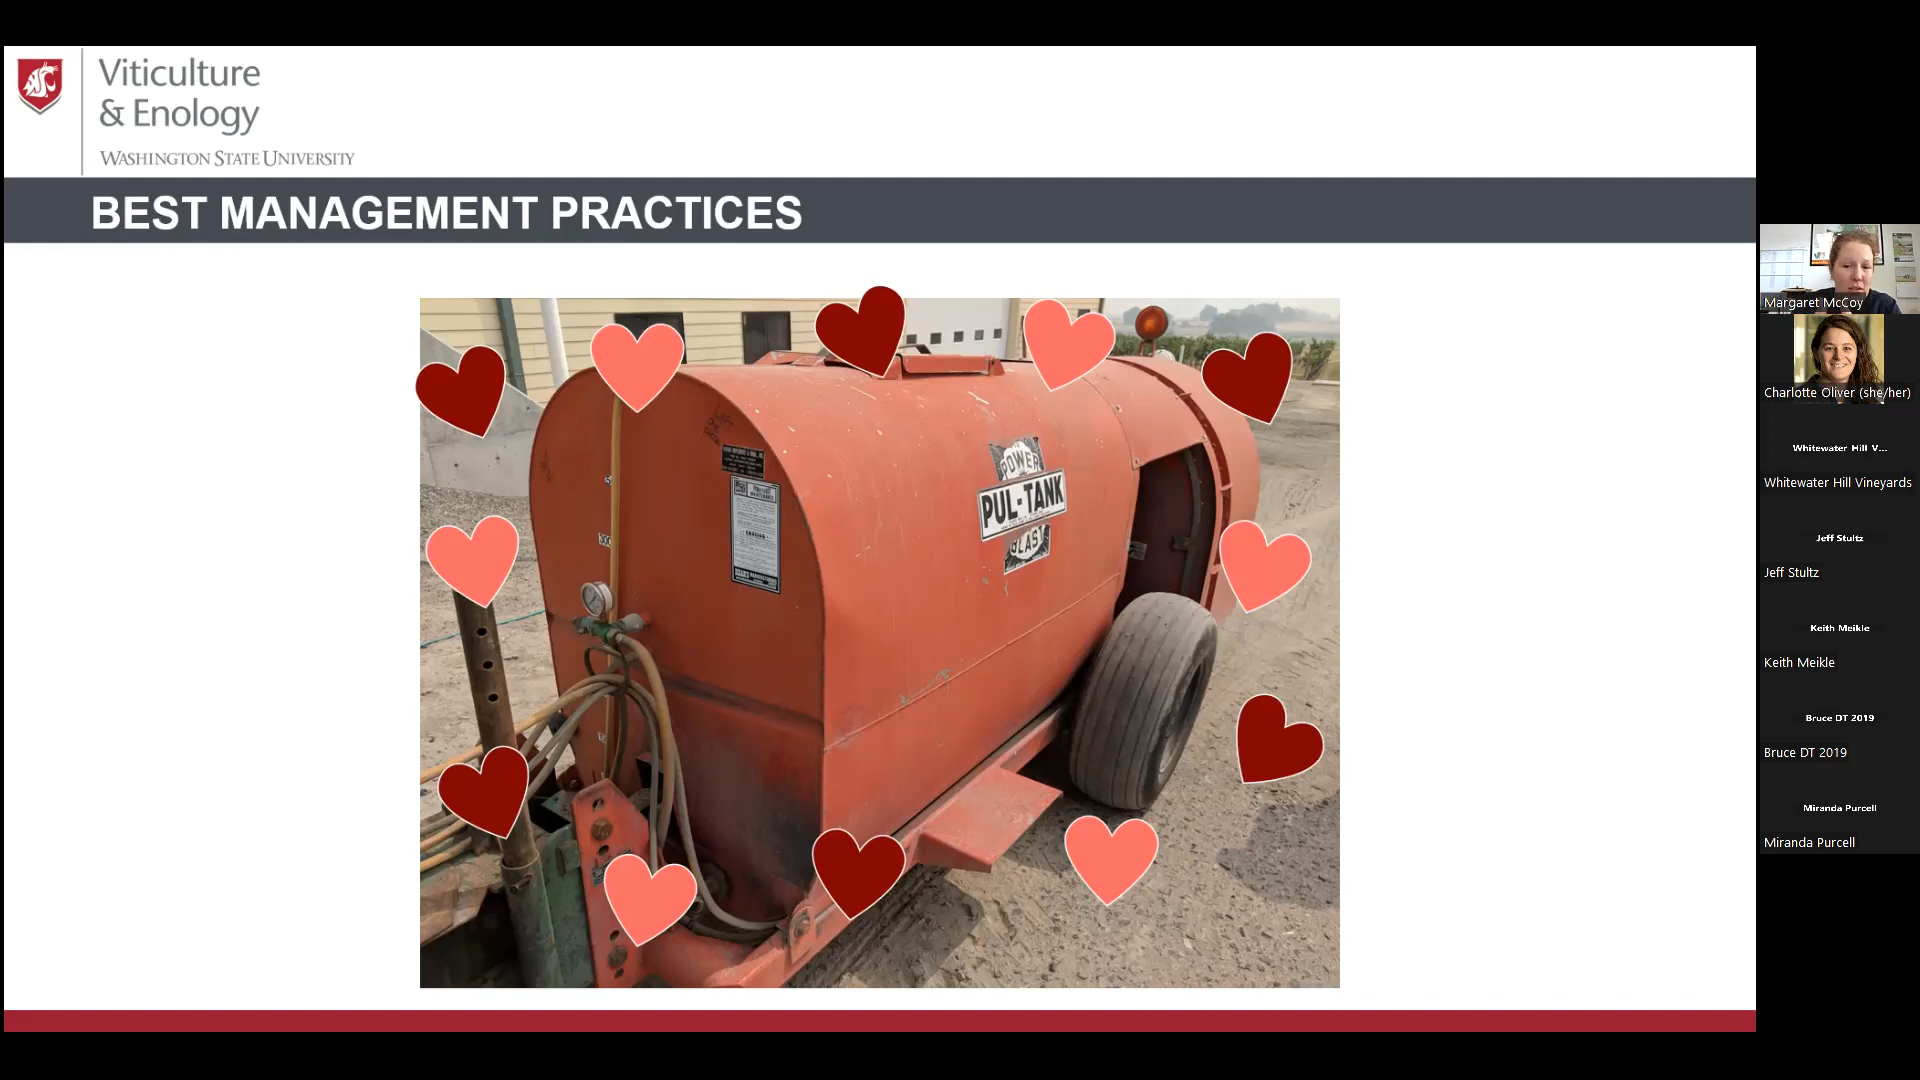 Viticulture
& Enology
WASHINGTON STATE UNIVERSITY
BEST MANAGEMENT PRACTICES
POWER
PUL-TANK
BLAST
Margaret McCoy
Charlotte Oliver (she/her)
Whitewater Hill V...
Whitewater Hill Vineyards
Jeff Stultz
Jeff Stultz
Keith Meikle
Keith Meikle
Bruce DT 2019
Bruce DT 2019
Miranda Purcell
Miranda Purcell